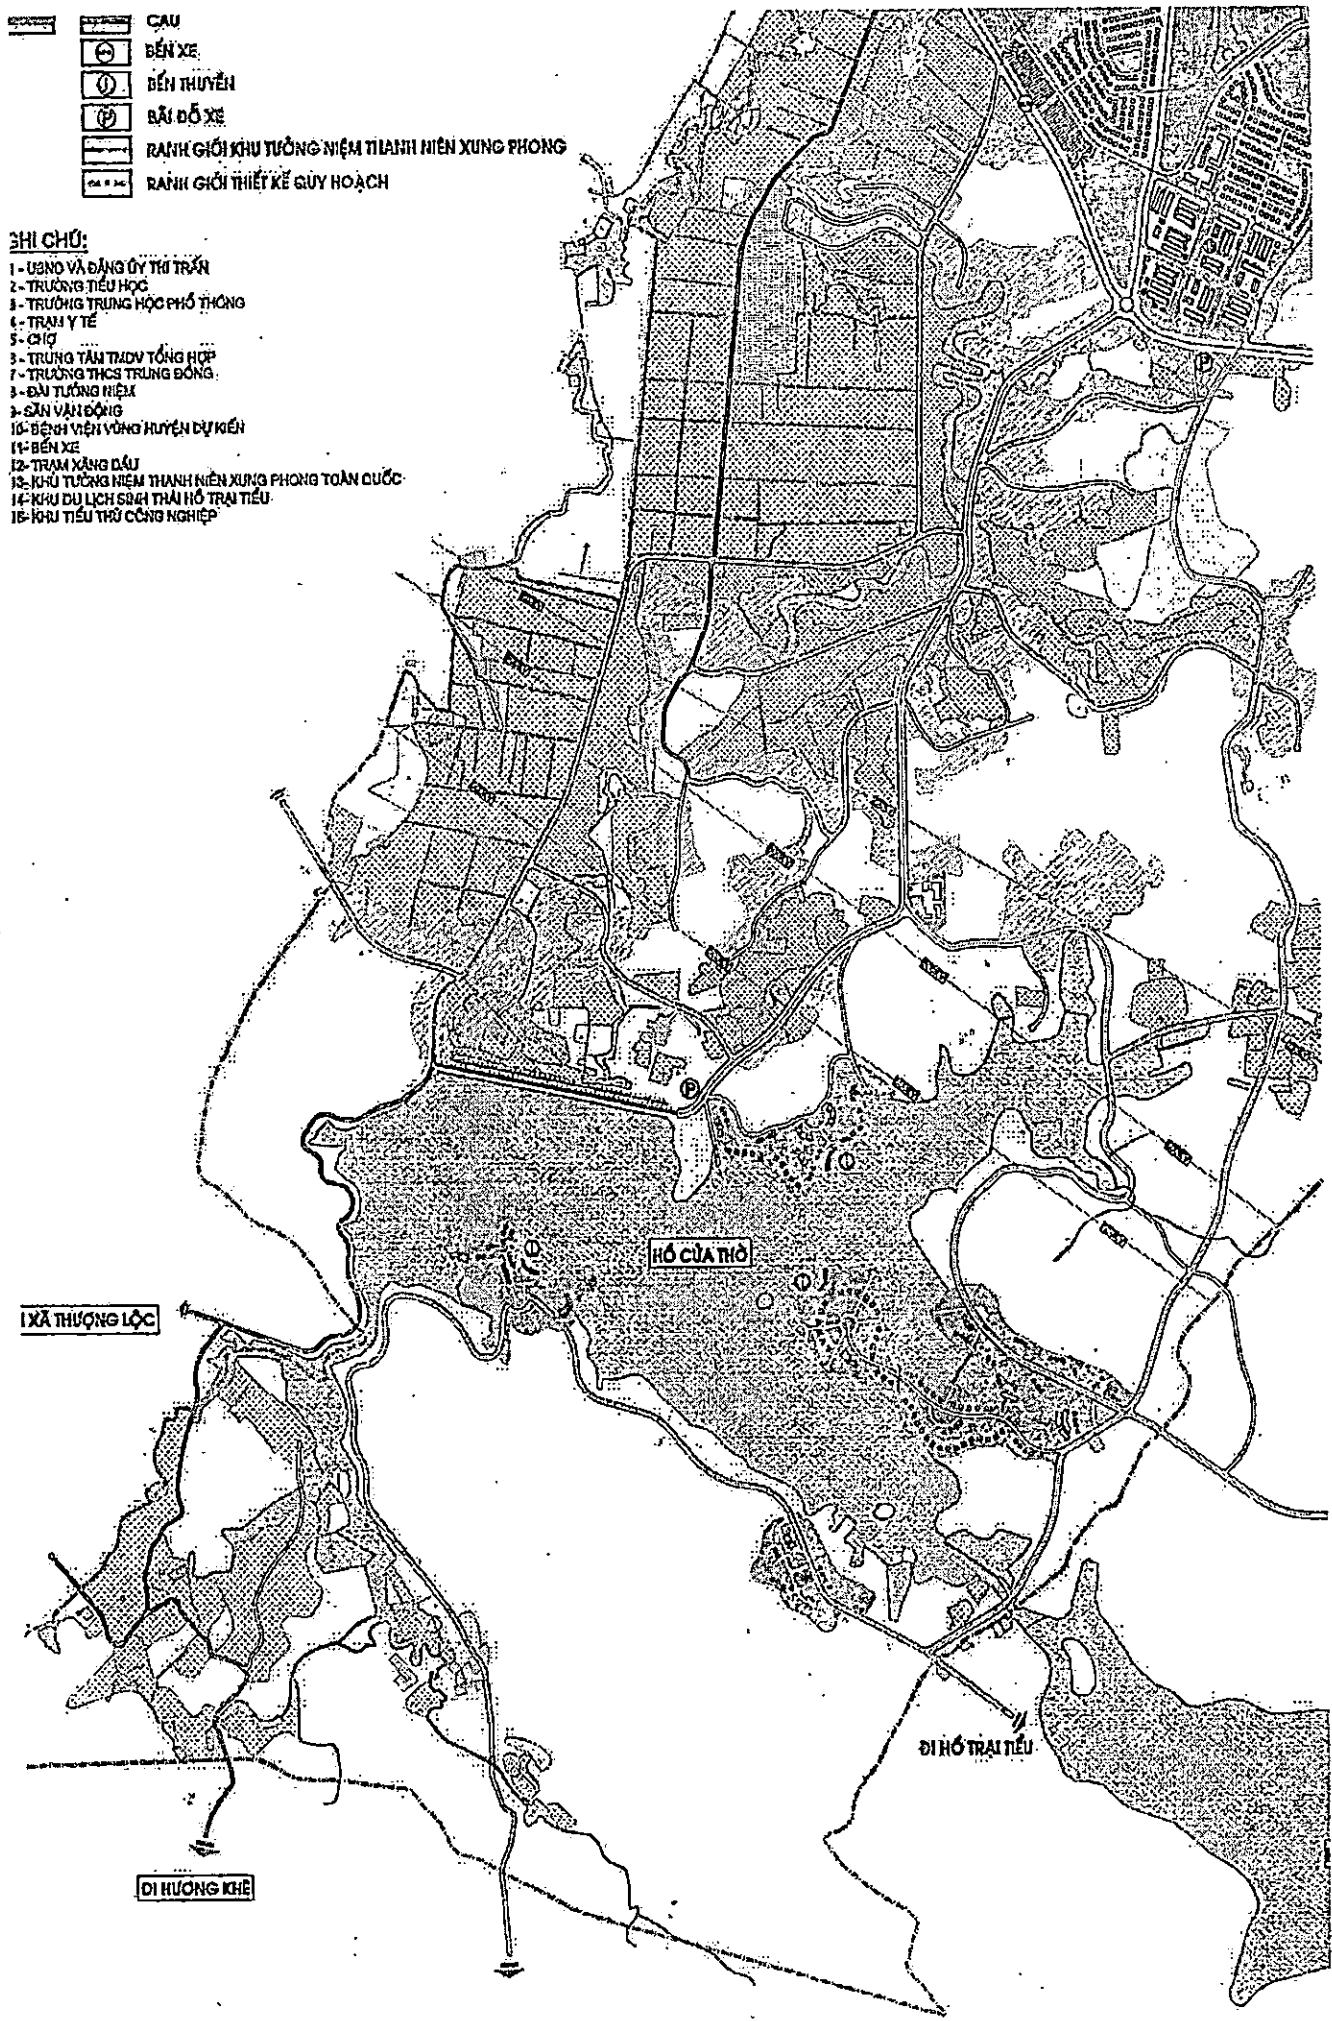 CẦU
BẾN XE
BẾN THUYỀN
BÃI ĐỖ XE
RANH GIỚI KHU TƯỞNG NIỆM THANH NIÊN XUNG PHONG
RANH GIỚI THIẾT KẾ QUY HOẠCH
GHI CHÚ:
1- UBND VÀ ĐẢNG ỦY THỊ TRẤN
2- TRƯỜNG TIỂU HỌC
3- TRƯỜNG TRUNG HỌC PHỔ THÔNG
4- TRẠM Y TẾ
5- CHỢ
6- TRUNG TÂM TMDV TỔNG HỢP
7- TRƯỜNG THCS TRUNG ĐỒNG
8- ĐÀI TƯỞNG NIỆM
9- SÂN VẬN ĐỘNG
10- BỆNH VIỆN VÙNG HUYỆN DỰ KIẾN
11- BẾN XE
12- TRẠM XĂNG DẦU
13- KHU TƯỞNG NIỆM THANH NIÊN XUNG PHONG TOÀN QUỐC
14- KHU DU LỊCH SINH THÁI HỒ TRẠI TIỂU
15- KHU TIỂU THỦ CÔNG NGHIỆP
P
P
HỒ CỬA THỜ
I XÃ THƯỢNG LỘC
ĐI HỒ TRẠI TIỂU
ĐI HƯƠNG KHÊ